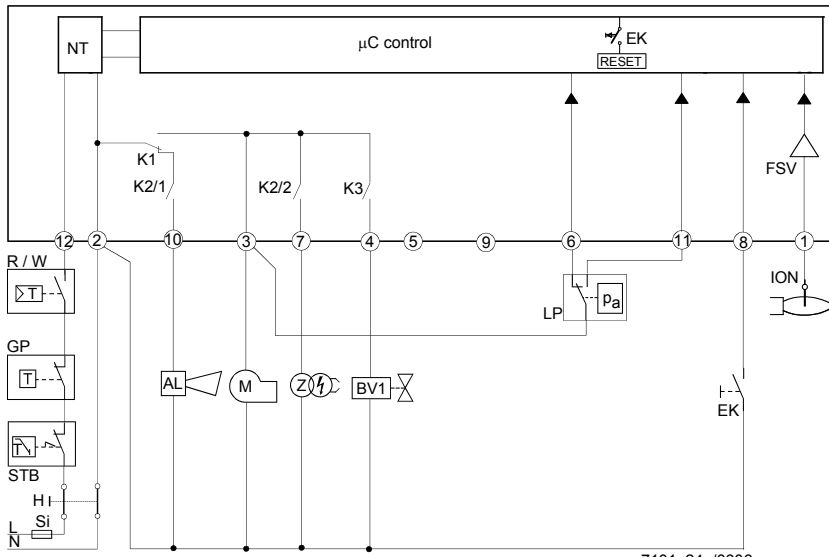 NT
μC control
EK
RESET
FSV
K1
K2/1
K2/2
K3
12
2
10
3
7
4
5
9
6
11
8
1
R / W
T
LP
pa
ION
GP
T
AL
M
Z
BV1
EK
T
STB
H
L
Si
N